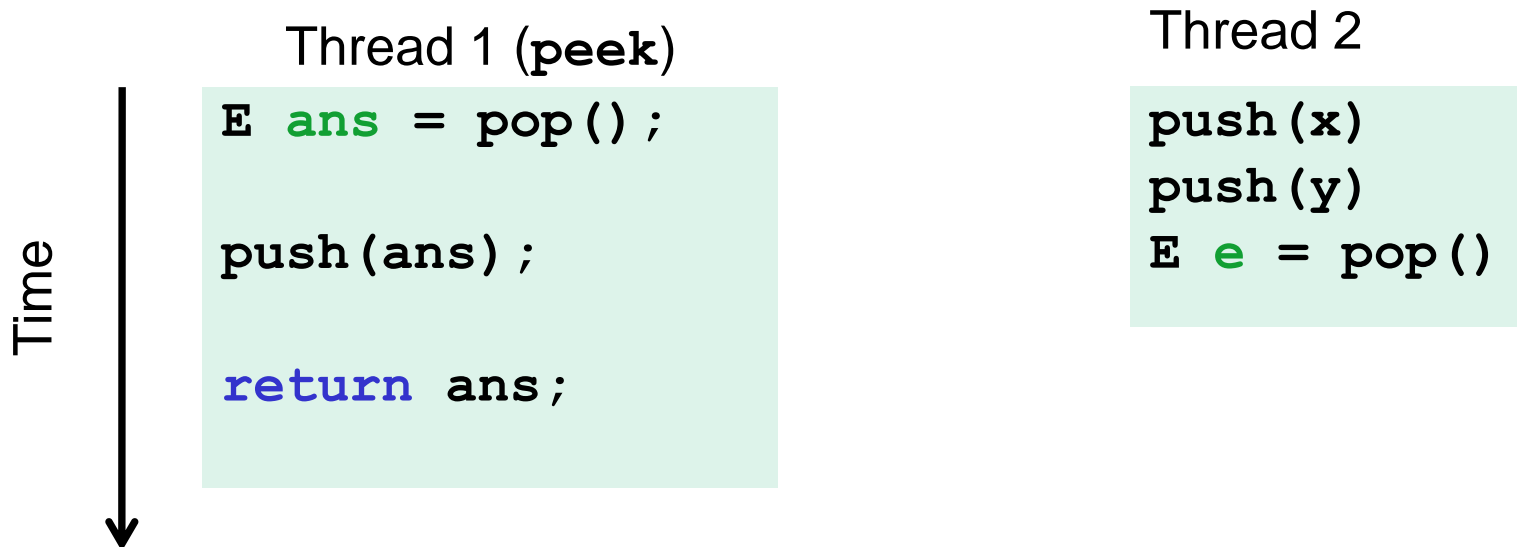 Thread 1 (peek)
E ans = pop();
push(ans);
return ans;
Time
Thread 2
push(x)
push(y)
E e = pop()